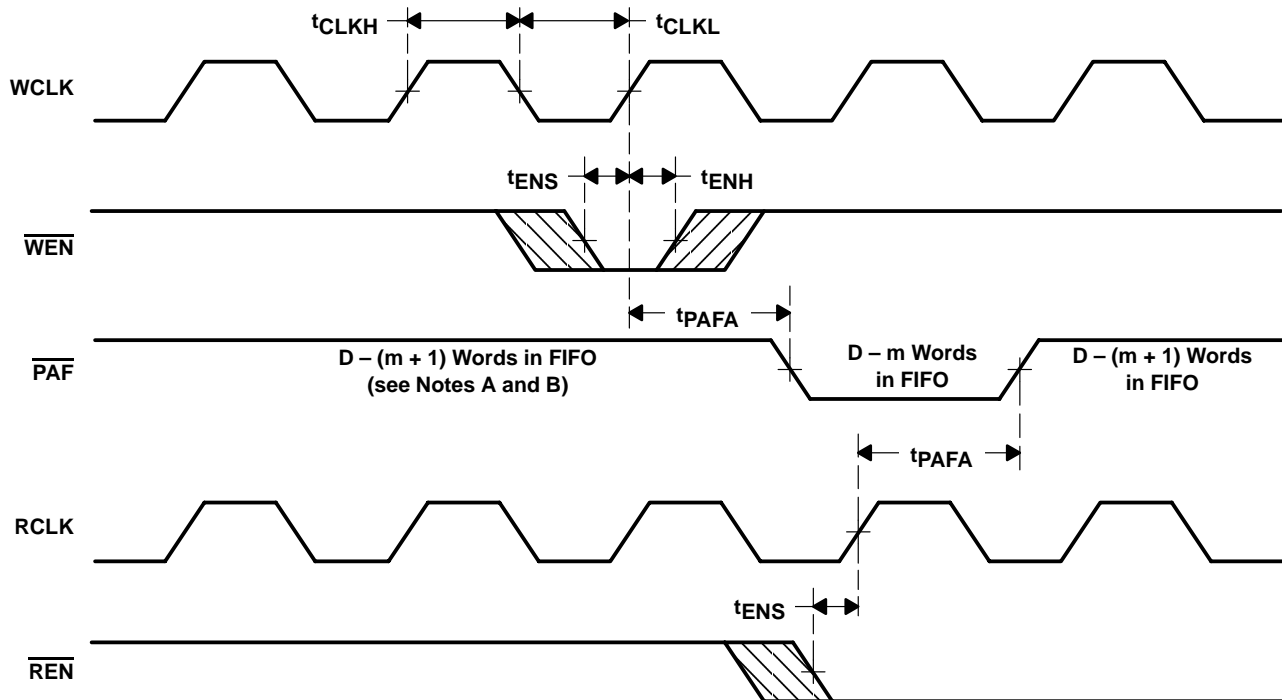 tCLKH
tCLKL
WCLK
tENS
tENH
WEN
tPAFA
PAF
D – (m + 1) Words in FIFO
(see Notes A and B)
D – m Words
in FIFO
D – (m + 1) Words
in FIFO
tPAFA
RCLK
tENS
REN